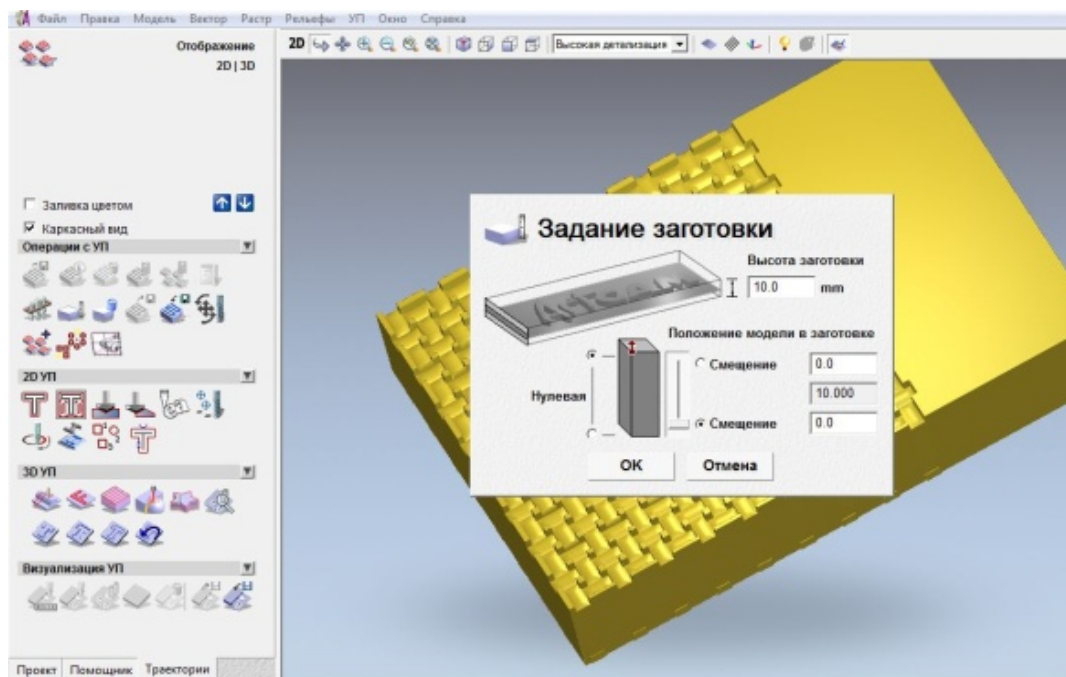 Файл Правка Модель Вектор Растр Рельефы УП Окно Справка
Отображение
2D | 3D
2D
Высокая детализация
Заливка цветом
Каркасный вид
Операции с УП
2D УП
3D УП
Визуализация УП
Проект Помощник Траектории
Задание заготовки
Высота заготовки
10.0 mm
ArtCAM
Положение модели в заготовке
Смещение 0.0
Нулевая 10.000
Смещение 0.0
OK Отмена